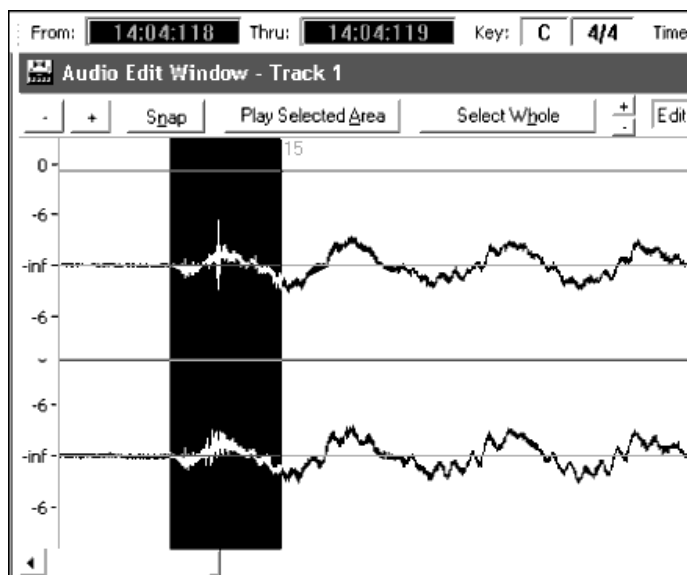 From: 14:04:118 Thru: 14:04:119 Key: C 4/4 Time
Audio Edit Window - Track 1
- + Snap Play Selected Area Select Whole + - Edit
15
0
-6
-inf
-6
-6
-inf
-6